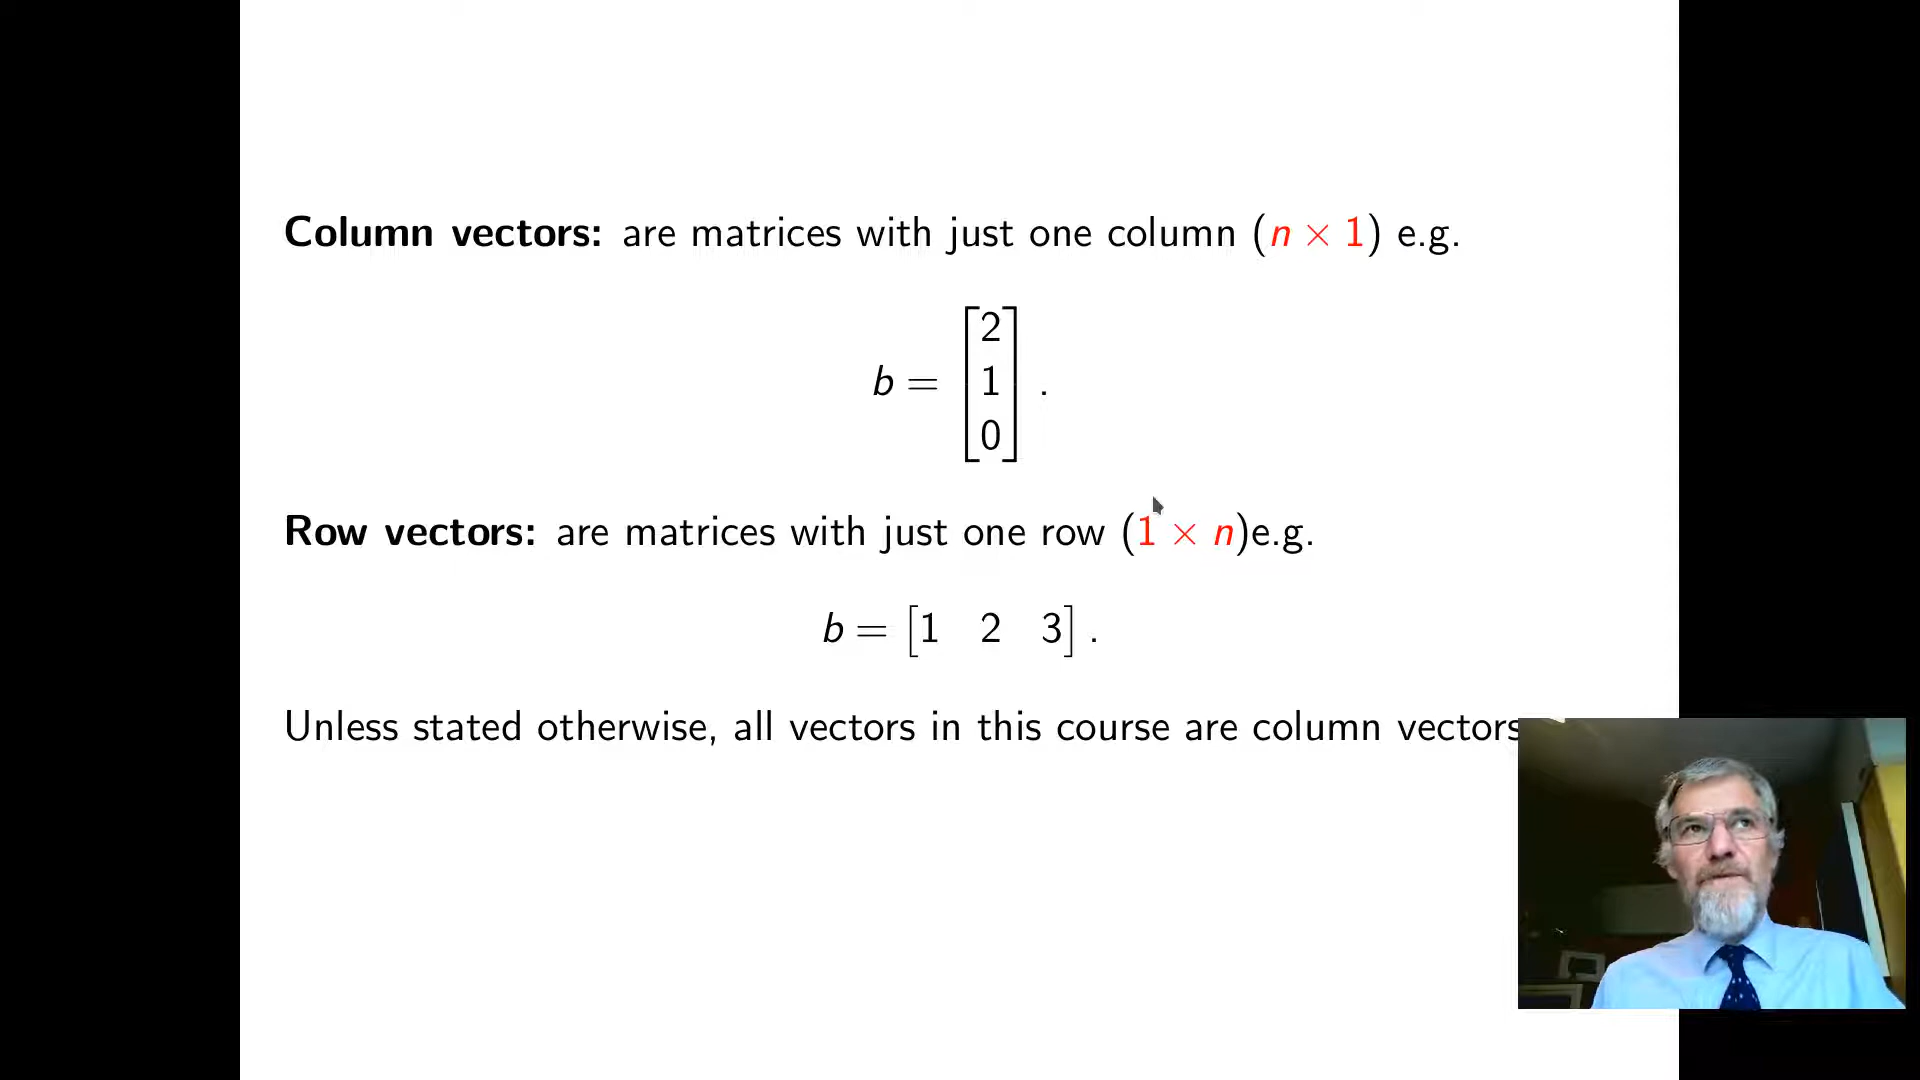 Column vectors: are matrices with just one column (n × 1) e.g.
b = [2
1
0] .
Row vectors: are matrices with just one row (1 × n)e.g.
b = [1 2 3] .
Unless stated otherwise, all vectors in this course are column vectors